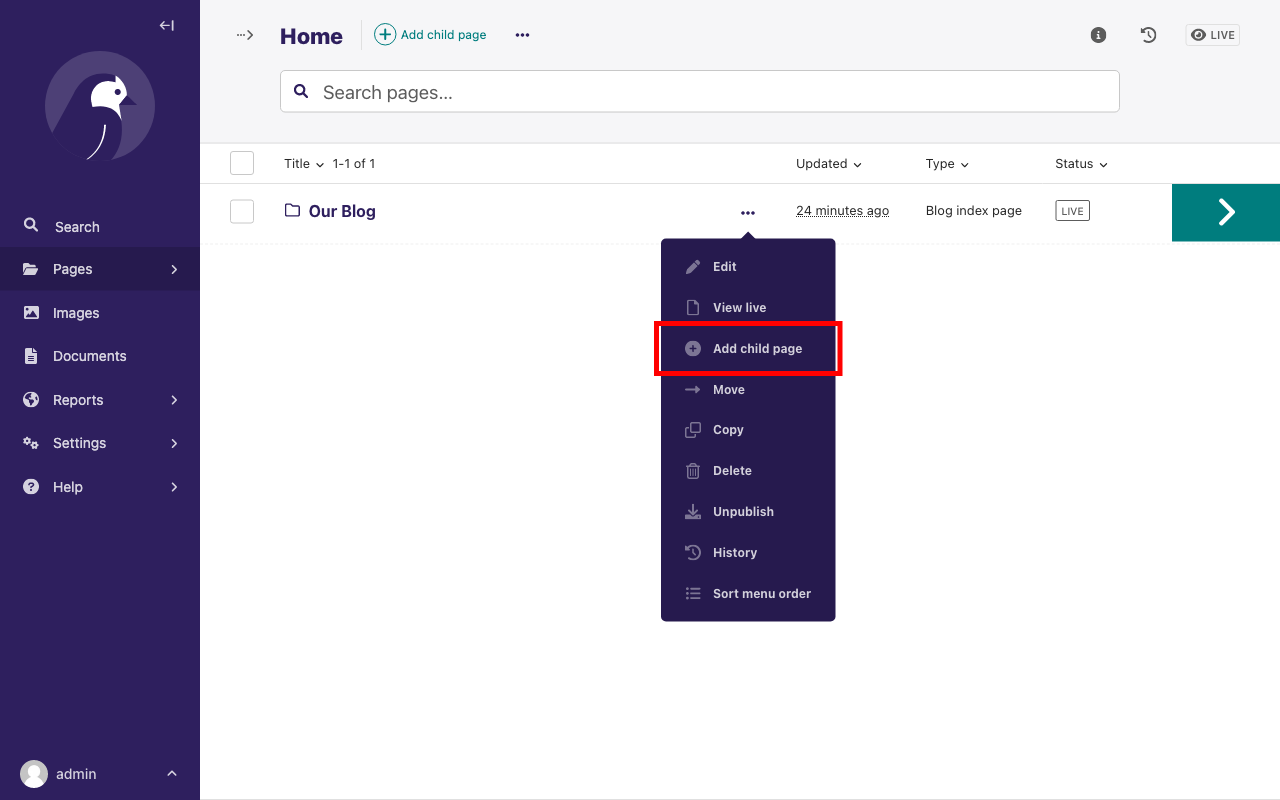 Home
Add child page
LIVE
Search pages...
Title
1-1 of 1
Updated
Type
Status
Our Blog
24 minutes ago
Blog index page
LIVE
Edit
View live
Add child page
Move
Copy
Delete
Unpublish
History
Sort menu order
Search
Pages
Images
Documents
Reports
Settings
Help
admin